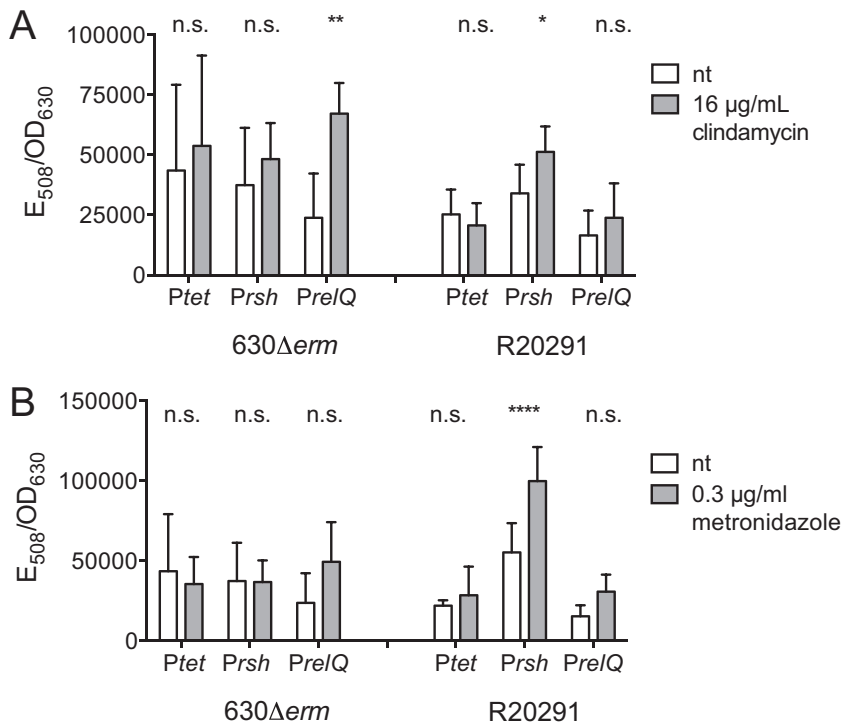 A
n.s. n.s. ** n.s. * n.s.
100000
75000
50000
25000
0
E508/OD630
nt
16 µg/mL
clindamycin
Ptet Prsh PrelQ Ptet Prsh PrelQ
630Δerm R20291
B
n.s. n.s. n.s. n.s. **** n.s.
150000
100000
50000
0
E508/OD630
nt
0.3 µg/ml
metronidazole
Ptet Prsh PrelQ Ptet Prsh PrelQ
630Δerm R20291